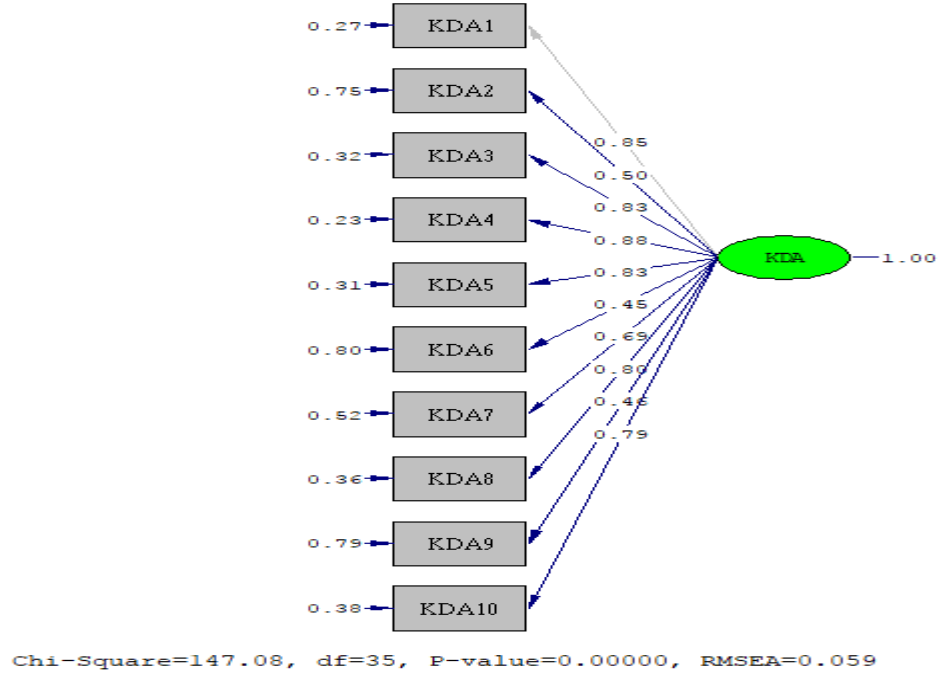 0.27 KDA1
0.75 KDA2
0.85
0.32 KDA3
0.50
0.83
0.23 KDA4
0.88
KDA 1.00
0.31 KDA5
0.83
0.45
0.80 KDA6
0.69
0.80
0.52 KDA7
0.46
0.79
0.36 KDA8
0.79 KDA9
0.38 KDA10
Chi-Square=147.08, df=35, P-value=0.00000, RMSEA=0.059